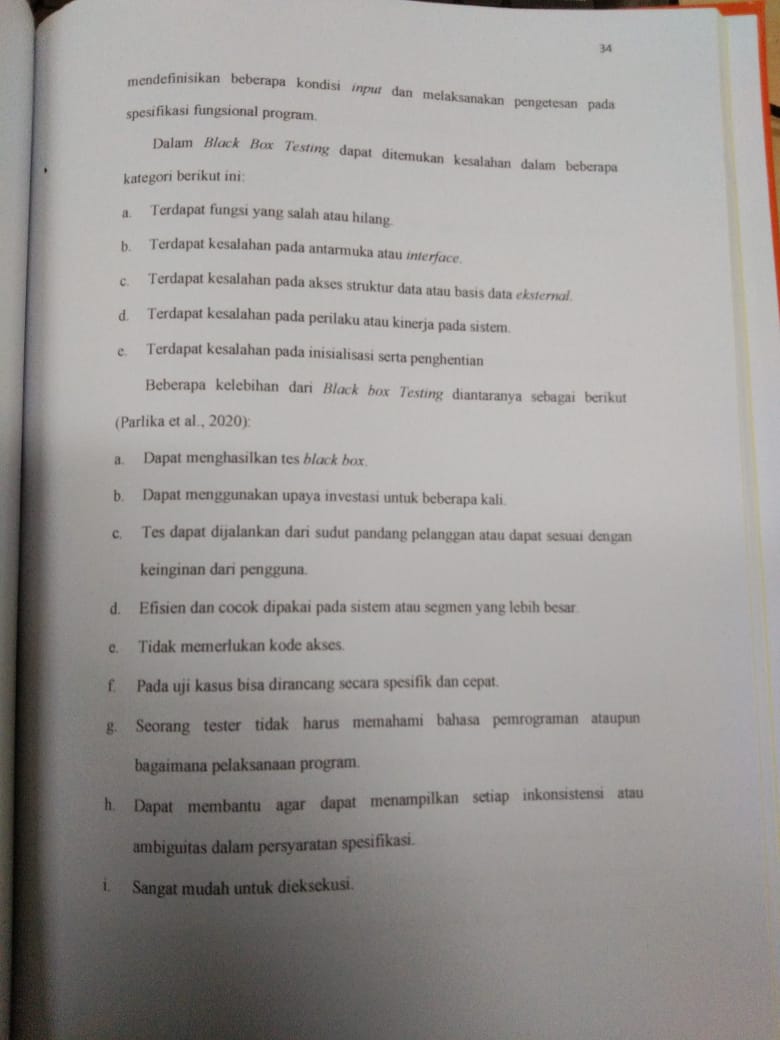 34
mendefinisikan beberapa kondisi input dan melaksanakan pengetesan pada
spesifikasi fungsional program.
Dalam Black Box Testing dapat ditemukan kesalahan dalam beberapa
kategori berikut ini:
a. Terdapat fungsi yang salah atau hilang.
b. Terdapat kesalahan pada antarmuka atau interface.
c. Terdapat kesalahan pada akses struktur data atau basis data eksternal.
d. Terdapat kesalahan pada perilaku atau kinerja pada sistem.
e. Terdapat kesalahan pada inisialisasi serta penghentian
Beberapa kelebihan dari Black box Testing diantaranya sebagai berikut
(Parlika et al., 2020):
a. Dapat menghasilkan tes black box.
b. Dapat menggunakan upaya investasi untuk beberapa kali.
c. Tes dapat dijalankan dari sudut pandang pelanggan atau dapat sesuai dengan
keinginan dari pengguna.
d. Efisien dan cocok dipakai pada sistem atau segmen yang lebih besar.
e. Tidak memerlukan kode akses.
f. Pada uji kasus bisa dirancang secara spesifik dan cepat.
g. Seorang tester tidak harus memahami bahasa pemrograman ataupun
bagaimana pelaksanaan program.
h. Dapat membantu agar dapat menampilkan setiap inkonsistensi atau
ambiguitas dalam persyaratan spesifikasi.
i. Sangat mudah untuk dieksekusi.